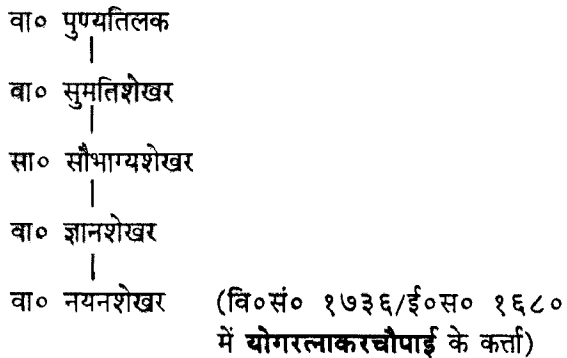 वा० पुण्यतिलक
वा० सुमतिशेखर
सा० सौभाग्यशेखर
वा० ज्ञानशेखर
वा० नयनशेखर (वि०सं० १७३६/ई०स० १६८०
में योगरत्नाकरचौपाई के कर्त्ता)